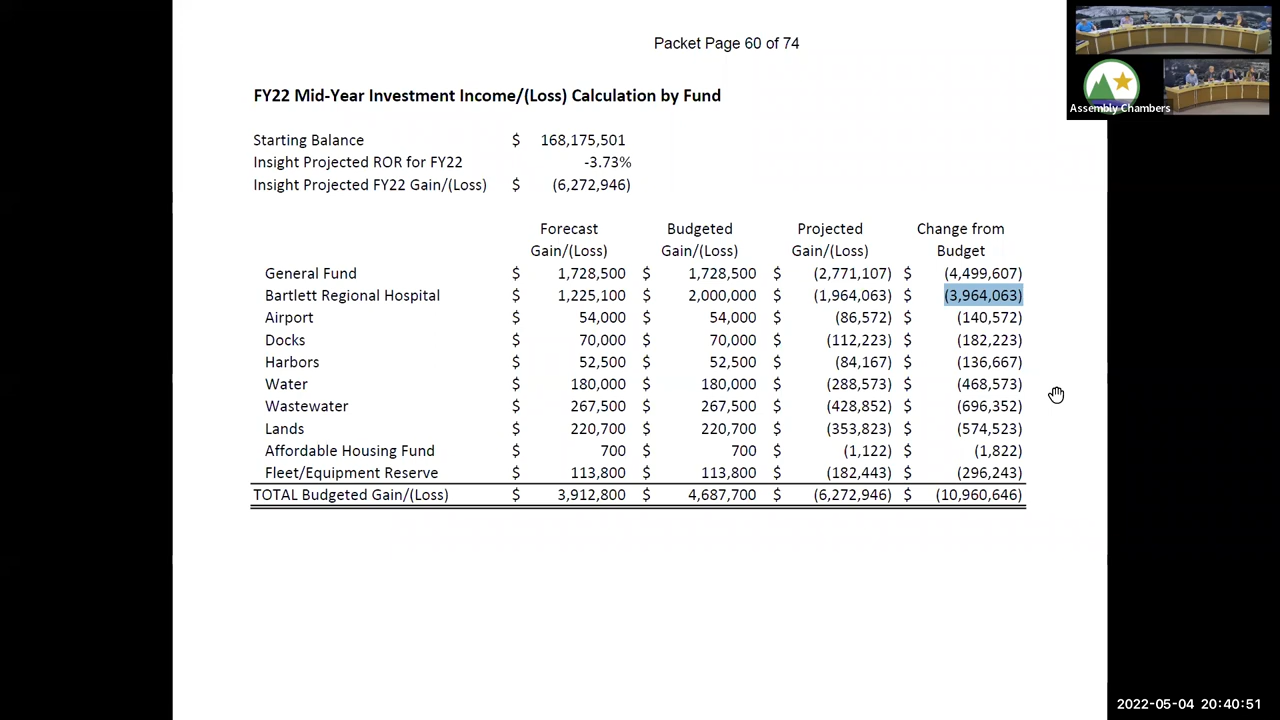 Packet Page 60 of 74
Assembly Chambers
FY22 Mid-Year Investment Income/(Loss) Calculation by Fund
Starting Balance $ 168,175,501
Insight Projected ROR for FY22 -3.73%
Insight Projected FY22 Gain/(Loss) $ (6,272,946)
Forecast Budgeted Projected Change from
Gain/(Loss) Gain/(Loss) Gain/(Loss) Budget
General Fund $ 1,728,500 $ 1,728,500 $ (2,771,107) $ (4,499,607)
Bartlett Regional Hospital $ 1,225,100 $ 2,000,000 $ (1,964,063) $ (3,964,063)
Airport $ 54,000 $ 54,000 $ (86,572) $ (140,572)
Docks $ 70,000 $ 70,000 $ (112,223) $ (182,223)
Harbors $ 52,500 $ 52,500 $ (84,167) $ (136,667)
Water $ 180,000 $ 180,000 $ (288,573) $ (468,573)
Wastewater $ 267,500 $ 267,500 $ (428,852) $ (696,352)
Lands $ 220,700 $ 220,700 $ (353,823) $ (574,523)
Affordable Housing Fund $ 700 $ 700 $ (1,122) $ (1,822)
Fleet/Equipment Reserve $ 113,800 $ 113,800 $ (182,443) $ (296,243)
TOTAL Budgeted Gain/(Loss) $ 3,912,800 $ 4,687,700 $ (6,272,946) $ (10,960,646)
2022-05-04 20:40:51